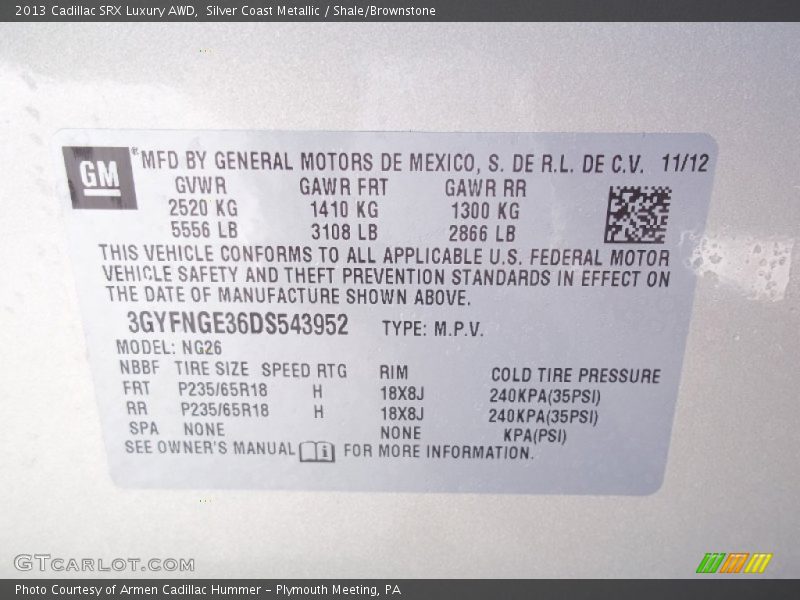 2013 Cadillac SRX Luxury AWD,  Silver Coast Metallic / Shale/Brownstone
GM ® MFD BY GENERAL MOTORS DE MEXICO, S. DE R.L. DE C.V. 11/12
GVWR GAWR FRT GAWR RR
2520 KG 1410 KG 1300 KG
5556 LB 3108 LB 2866 LB
THIS VEHICLE CONFORMS TO ALL APPLICABLE U.S. FEDERAL MOTOR
VEHICLE SAFETY AND THEFT PREVENTION STANDARDS IN EFFECT ON
THE DATE OF MANUFACTURE SHOWN ABOVE.
3GYFNGE36DS543952 TYPE: M.P.V.
MODEL: NG26
NBBF TIRE SIZE SPEED RTG RIM COLD TIRE PRESSURE
FRT P235/65R18 H 18X8J 240KPA(35PSI)
RR P235/65R18 H 18X8J 240KPA(35PSI)
SPA NONE NONE KPA(PSI)
SEE OWNER'S MANUAL i FOR MORE INFORMATION.
GTCARLOT.COM
Photo Courtesy of Armen Cadillac Hummer – Plymouth Meeting, PA